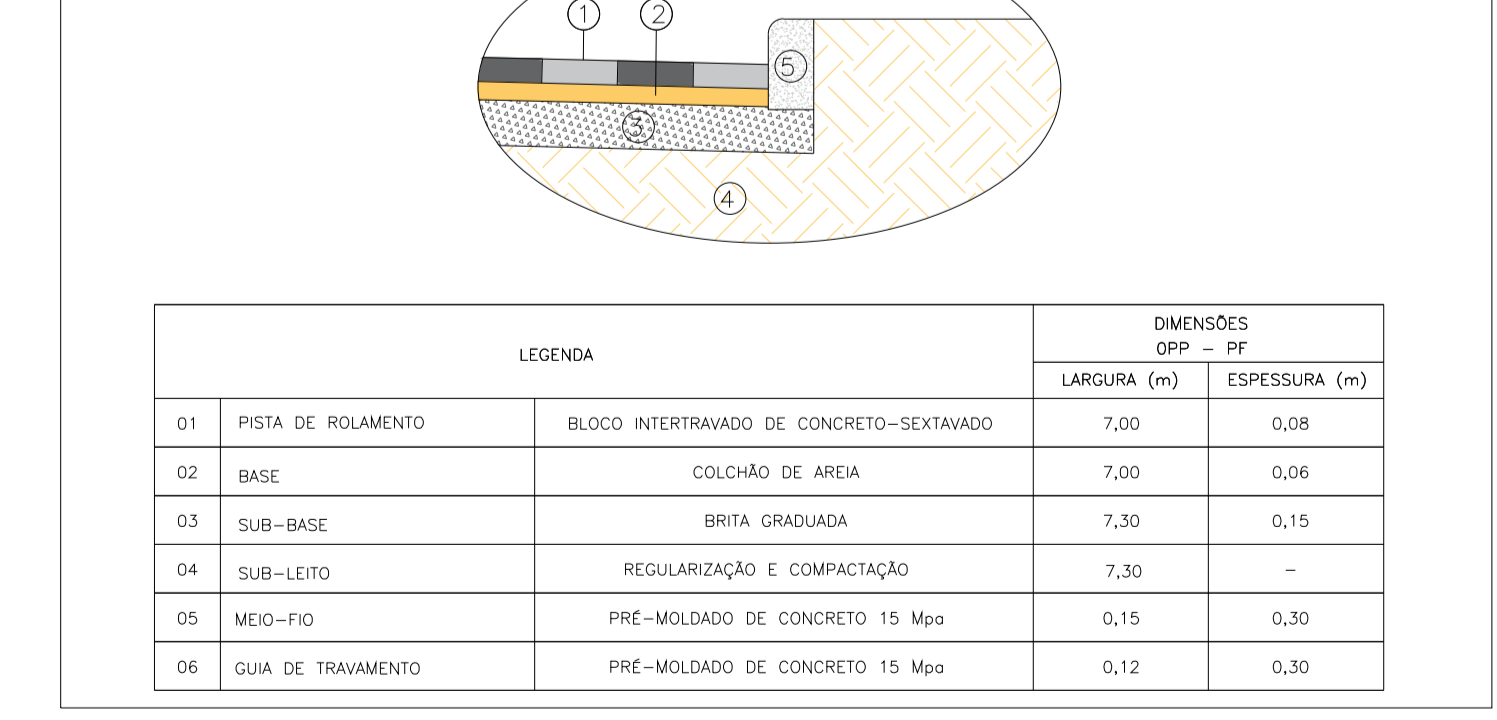 1 2
5
3
4
LEGENDA
DIMENSÕES
OPP – PF
LARGURA (m) ESPESSURA (m)
01 PISTA DE ROLAMENTO BLOCO INTERTRAVADO DE CONCRETO–SEXTAVADO 7,00 0,08
02 BASE COLCHÃO DE AREIA 7,00 0,06
03 SUB–BASE BRITA GRADUADA 7,30 0,15
04 SUB–LEITO REGULARIZAÇÃO E COMPACTAÇÃO 7,30 –
05 MEIO–FIO PRÉ–MOLDADO DE CONCRETO 15 Mpa 0,15 0,30
06 GUIA DE TRAVAMENTO PRÉ–MOLDADO DE CONCRETO 15 Mpa 0,12 0,30